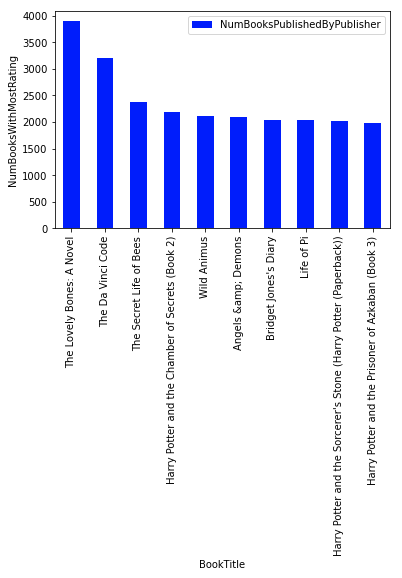 4000
3500
3000
2500
2000
1500
1000
500
0
NumBooksWithMostRating
NumBooksPublishedByPublisher
The Lovely Bones: A Novel
The Da Vinci Code
The Secret Life of Bees
Harry Potter and the Chamber of Secrets (Book 2)
Wild Animus
Angels &amp; Demons
Bridget Jones's Diary
Life of Pi
Harry Potter and the Sorcerer's Stone (Harry Potter (Paperback))
Harry Potter and the Prisoner of Azkaban (Book 3)
BookTitle